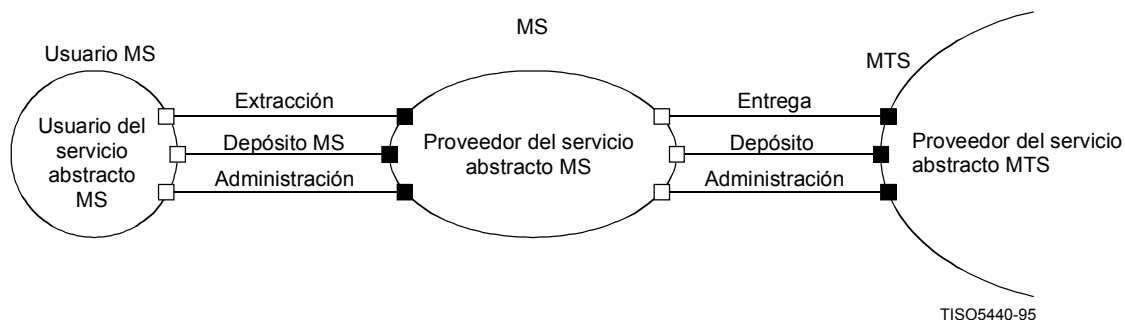 MS
Usuario MS
MTS
Extracción
Entrega
Usuario del
servicio
abstracto
MS
Depósito MS
Proveedor del servicio
abstracto MS
Depósito
Proveedor del servicio
abstracto MTS
Administración
Administración
TISO5440-95